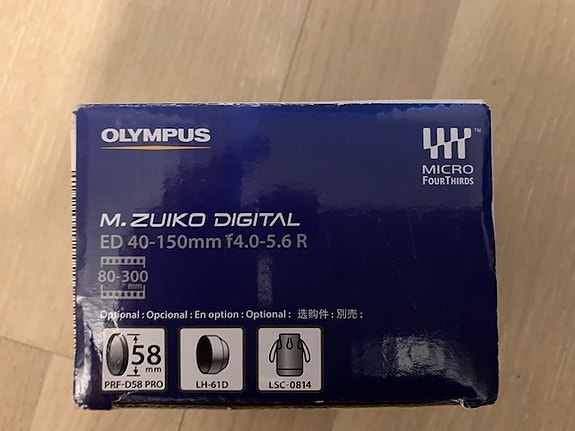 OLYMPUS
MICRO
FOURTHIRDS
™
M. ZUIKO DIGITAL
ED 40-150mm f4.0-5.6 R
80-300
mm
Optional : Opcional : En option : Optional : 选购件 : 別売 :
58
mm
PRF-D58 PRO
LH-61D
LSC-0814